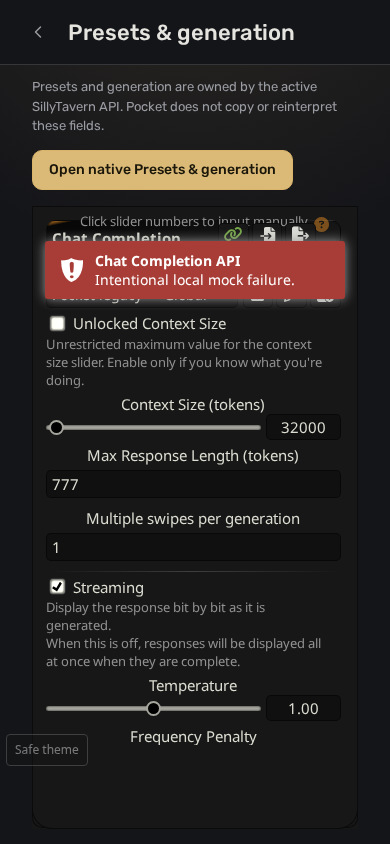 Presets & generation
Presets and generation are owned by the active
SillyTavern API. Pocket does not copy or reinterpret
these fields.
Open native Presets & generation
Click slider numbers to input manually ?
Chat Completion
Chat Completion API
Intentional local mock failure.
Unlocked Context Size
Unrestricted maximum value for the context
size slider. Enable only if you know what you're
doing.
Context Size (tokens)
32000
Max Response Length (tokens)
777
Multiple swipes per generation
1
Streaming
Display the response bit by bit as it is
generated.
When this is off, responses will be displayed all
at once when they are complete.
Temperature
1.00
Safe theme
Frequency Penalty